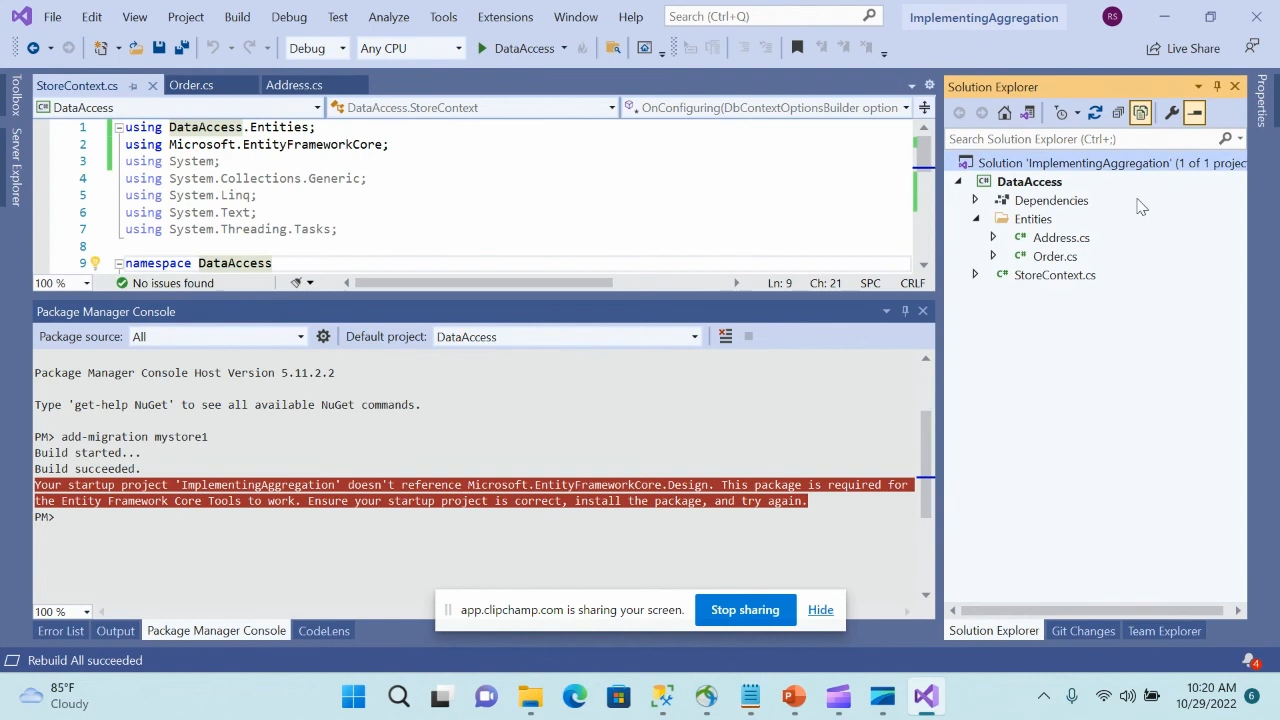 File Edit View Project Build Debug Test Analyze Tools Extensions Window Help Search (Ctrl+Q) ImplementingAggregation RS
Debug Any CPU DataAccess Live Share
Toolbox
Server Explorer
StoreContext.cs Order.cs Address.cs
DataAccess DataAccess.StoreContext OnConfiguring(DbContextOptionsBuilder option
1 using DataAccess.Entities;
2 using Microsoft.EntityFrameworkCore;
3 using System;
4 using System.Collections.Generic;
5 using System.Linq;
6 using System.Text;
7 using System.Threading.Tasks;
8
9 namespace DataAccess
100 % No issues found Ln: 9 Ch: 21 SPC CRLF
Package Manager Console
Package source: All Default project: DataAccess
Package Manager Console Host Version 5.11.2.2
Type 'get-help NuGet' to see all available NuGet commands.
PM> add-migration mystore1
Build started...
Build succeeded.
Your startup project 'ImplementingAggregation' doesn't reference Microsoft.EntityFrameworkCore.Design. This package is required for
the Entity Framework Core Tools to work. Ensure your startup project is correct, install the package, and try again.
PM>
100 %
app.clipchamp.com is sharing your screen. Stop sharing Hide
Error List Output Package Manager Console CodeLens
Solution Explorer
Search Solution Explorer (Ctrl+;)
Solution 'ImplementingAggregation' (1 of 1 projec
C# DataAccess
Dependencies
Entities
C# Address.cs
C# Order.cs
C# StoreContext.cs
Solution Explorer Git Changes Team Explorer
Properties
Rebuild All succeeded 4
85°F
Cloudy
10:20 AM
10/29/2022 6